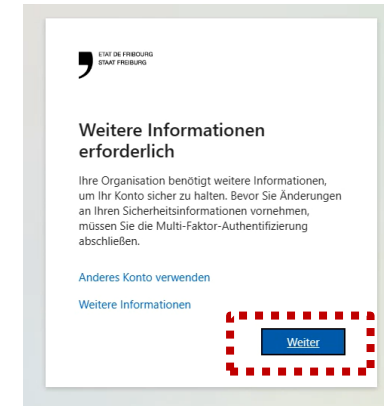 ETAT DE FRIBOURG
STAAT FREIBURG
Weitere Informationen
erforderlich
Ihre Organisation benötigt weitere Informationen,
um Ihr Konto sicher zu halten. Bevor Sie Änderungen
an Ihren Sicherheitsinformationen vornehmen,
müssen Sie die Multi-Faktor-Authentifizierung
abschließen.
Anderes Konto verwenden
Weitere Informationen
Weiter